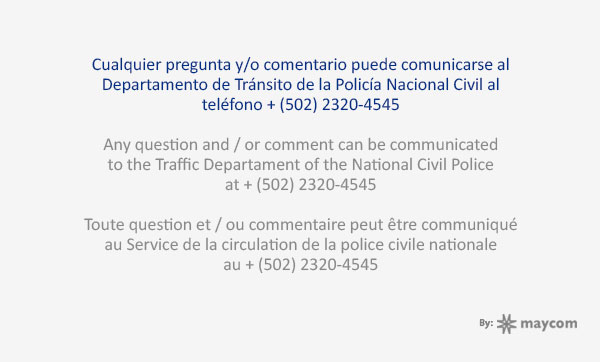 Cualquier pregunta y/o comentario puede comunicarse al
Departamento de Tránsito de la Policía Nacional Civil al
teléfono + (502) 2320-4545
Any question and / or comment can be communicated
to the Traffic Departament of the National Civil Police
at + (502) 2320-4545
Toute question et / ou commentaire peut être communiqué
au Service de la circulation de la police civile nationale
au + (502) 2320-4545
By: maycom